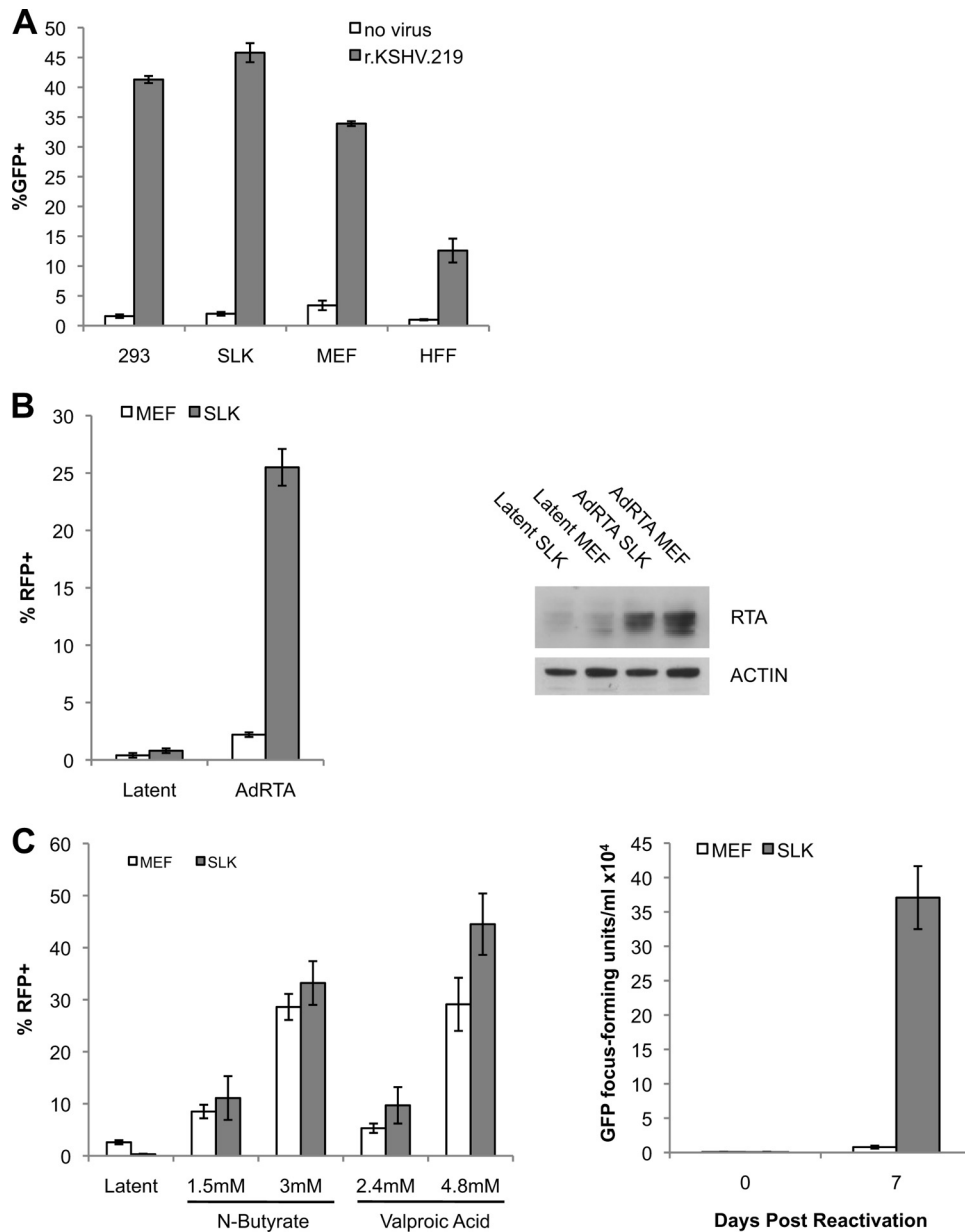 A
no virus
r.KSHV.219
%GFP+
50
45
40
35
30
25
20
15
10
5
0
293 SLK MEF HFF
B
MEF SLK
% RFP+
30
25
20
15
10
5
0
Latent AdRTA
Latent SLK
Latent MEF
AdRTA SLK
AdRTA MEF
RTA
ACTIN
C
MEF SLK
% RFP+
60
50
40
30
20
10
0
Latent 1.5mM 3mM 2.4mM 4.8mM
N-Butyrate Valproic Acid
MEF SLK
GFP focus-forming units/ml x10⁴
45
40
35
30
25
20
15
10
5
0
0 7
Days Post Reactivation